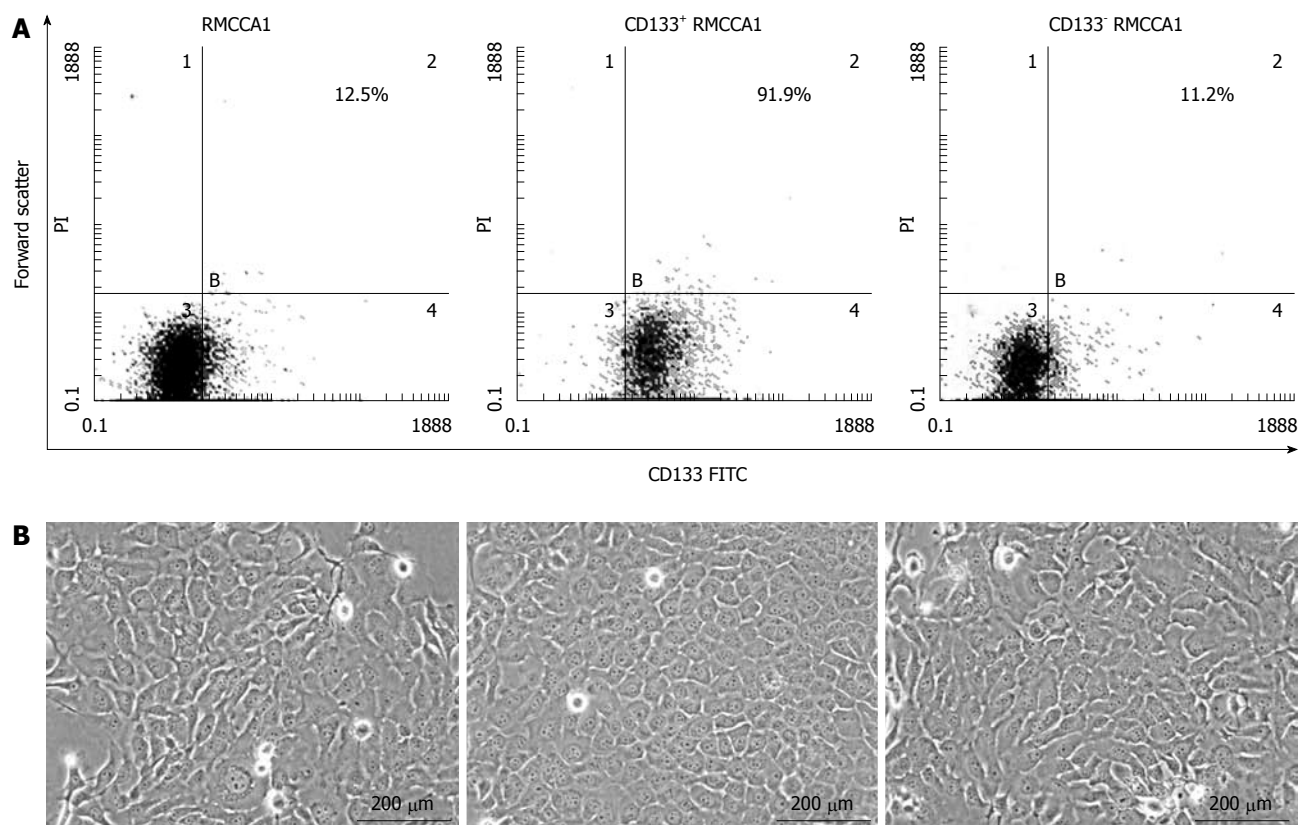 A
RMCCA1
CD133⁺ RMCCA1
CD133⁻ RMCCA1
Forward scatter
PI
1888
0.1
1
2
12.5%
B
3
4
0.1
1888
PI
1888
0.1
1
2
91.9%
B
3
4
0.1
1888
PI
1888
0.1
1
2
11.2%
B
3
4
0.1
1888
CD133 FITC
B
200 μm
200 μm
200 μm